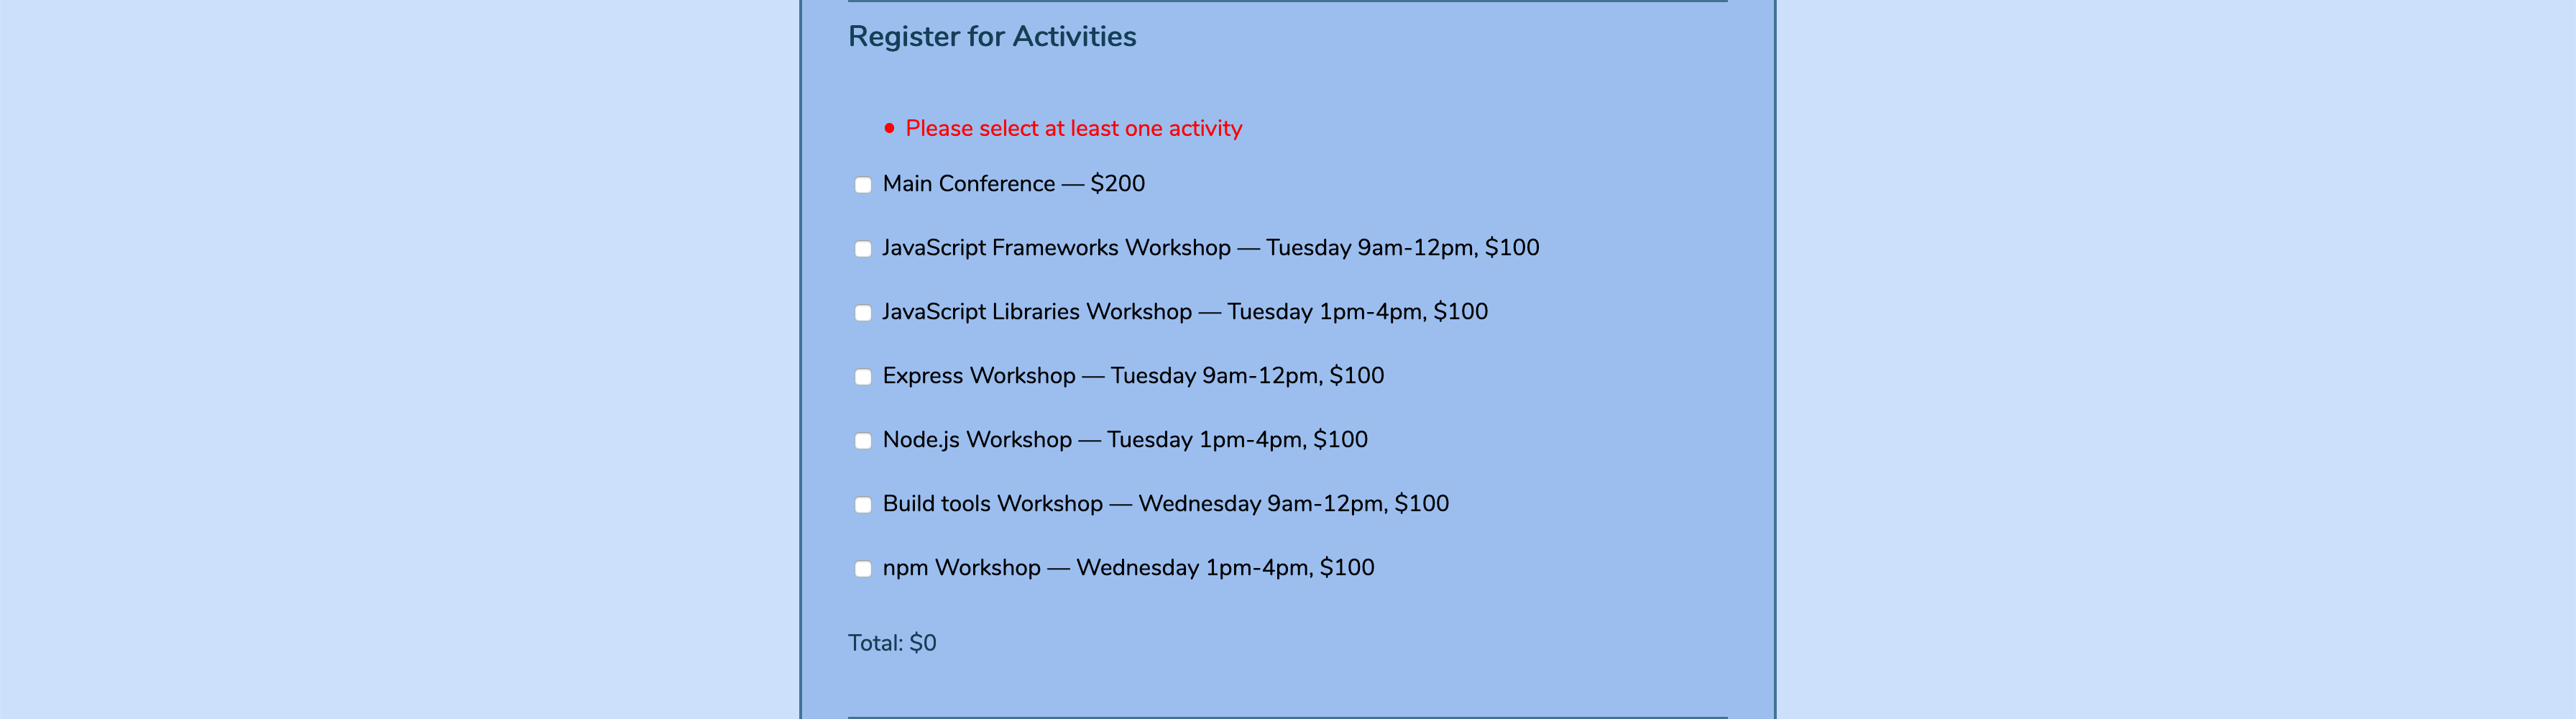 Register for Activities
• Please select at least one activity
Main Conference — $200
JavaScript Frameworks Workshop — Tuesday 9am-12pm, $100
JavaScript Libraries Workshop — Tuesday 1pm-4pm, $100
Express Workshop — Tuesday 9am-12pm, $100
Node.js Workshop — Tuesday 1pm-4pm, $100
Build tools Workshop — Wednesday 9am-12pm, $100
npm Workshop — Wednesday 1pm-4pm, $100
Total: $0